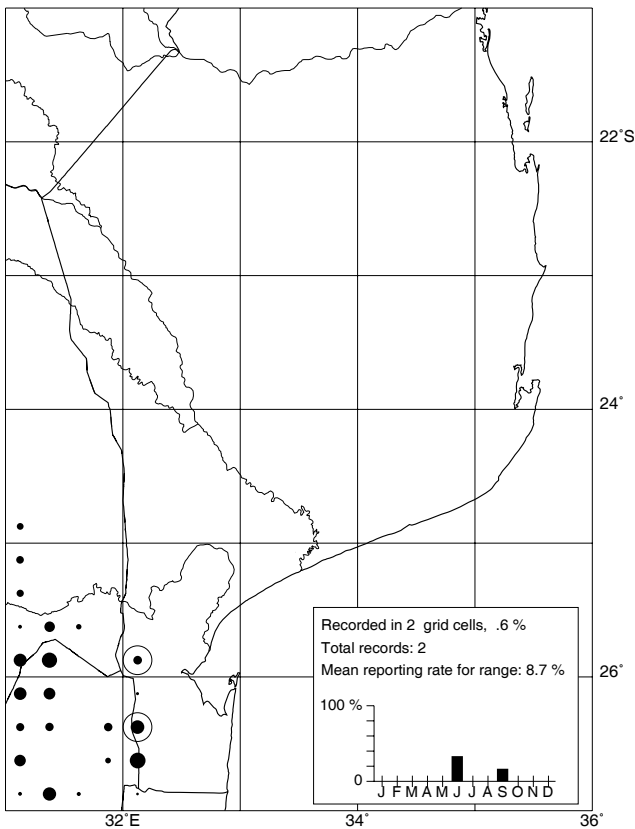 22˚S
24˚
Recorded in 2 grid cells, .6 %
Total records: 2
Mean reporting rate for range: 8.7 %
26˚
100 %
0
J F M A M J J A S O N D
32˚E
34˚
36˚